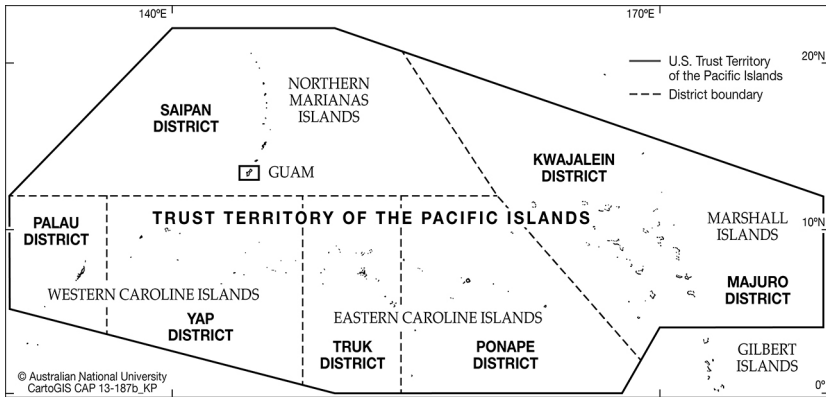 140ºE
170ºE
20ºN
U.S. Trust Territory
of the Pacific Islands
District boundary
NORTHERN
MARIANAS
ISLANDS
SAIPAN
DISTRICT
GUAM
KWAJALEIN
DISTRICT
TRUST TERRITORY OF THE PACIFIC ISLANDS
PALAU
DISTRICT
10ºN
MARSHALL
ISLANDS
MAJURO
DISTRICT
WESTERN CAROLINE ISLANDS
YAP
DISTRICT
EASTERN CAROLINE ISLANDS
TRUK
DISTRICT
PONAPE
DISTRICT
GILBERT
ISLANDS
© Australian National University
CartoGIS CAP 13-187b_KP
0º